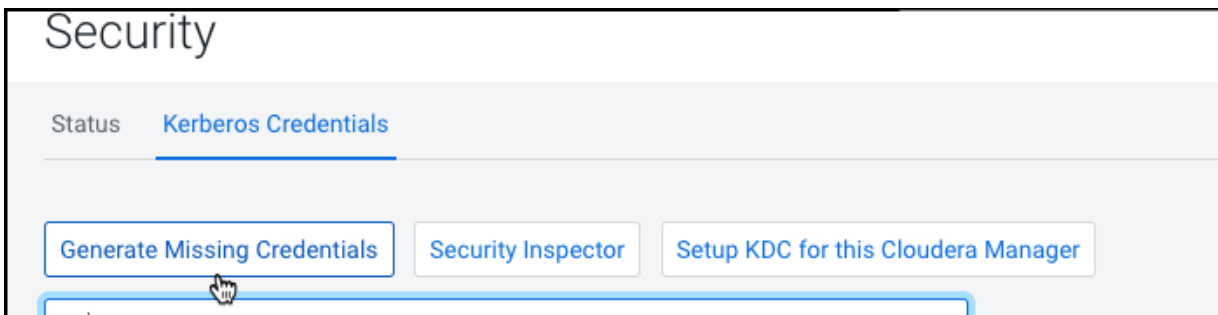 Security
Status Kerberos Credentials
Generate Missing Credentials Security Inspector Setup KDC for this Cloudera Manager